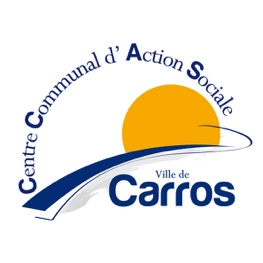 Centre Communal d' Action Sociale
Ville de
Carros